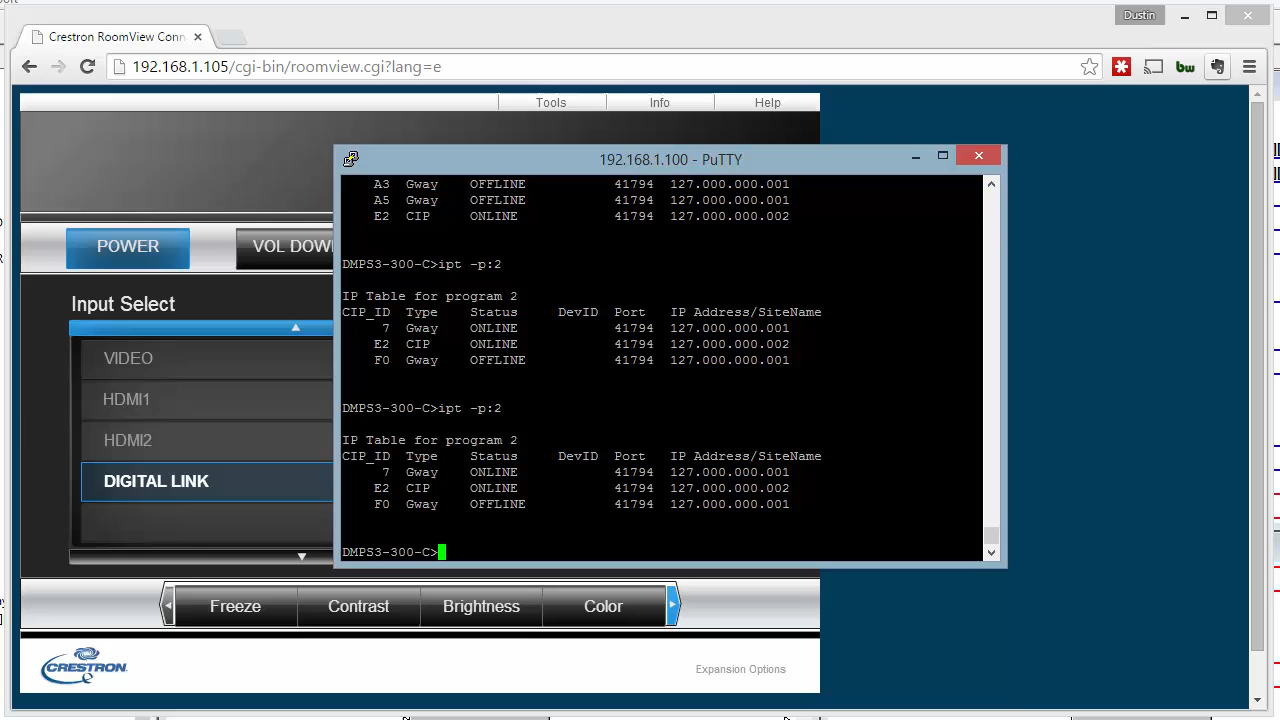 port
Dustin
Crestron RoomView Conn
192.168.1.105/cgi-bin/roomview.cgi?lang=e
bw
Tools Info Help
192.168.1.100 - PuTTY
A3 Gway OFFLINE 41794 127.000.000.001
A5 Gway OFFLINE 41794 127.000.000.001
E2 CIP ONLINE 41794 127.000.000.002
POWER VOL DOW
DMPS3-300-C>ipt -p:2
IP Table for program 2
CIP_ID Type Status DevID Port IP Address/SiteName
7 Gway ONLINE 41794 127.000.000.001
E2 CIP ONLINE 41794 127.000.000.002
F0 Gway OFFLINE 41794 127.000.000.001
DMPS3-300-C>ipt -p:2
IP Table for program 2
CIP_ID Type Status DevID Port IP Address/SiteName
7 Gway ONLINE 41794 127.000.000.001
E2 CIP ONLINE 41794 127.000.000.002
F0 Gway OFFLINE 41794 127.000.000.001
DMPS3-300-C>
Input Select
VIDEO
HDMI1
HDMI2
DIGITAL LINK
Freeze Contrast Brightness Color
CRESTRON
Expansion Options